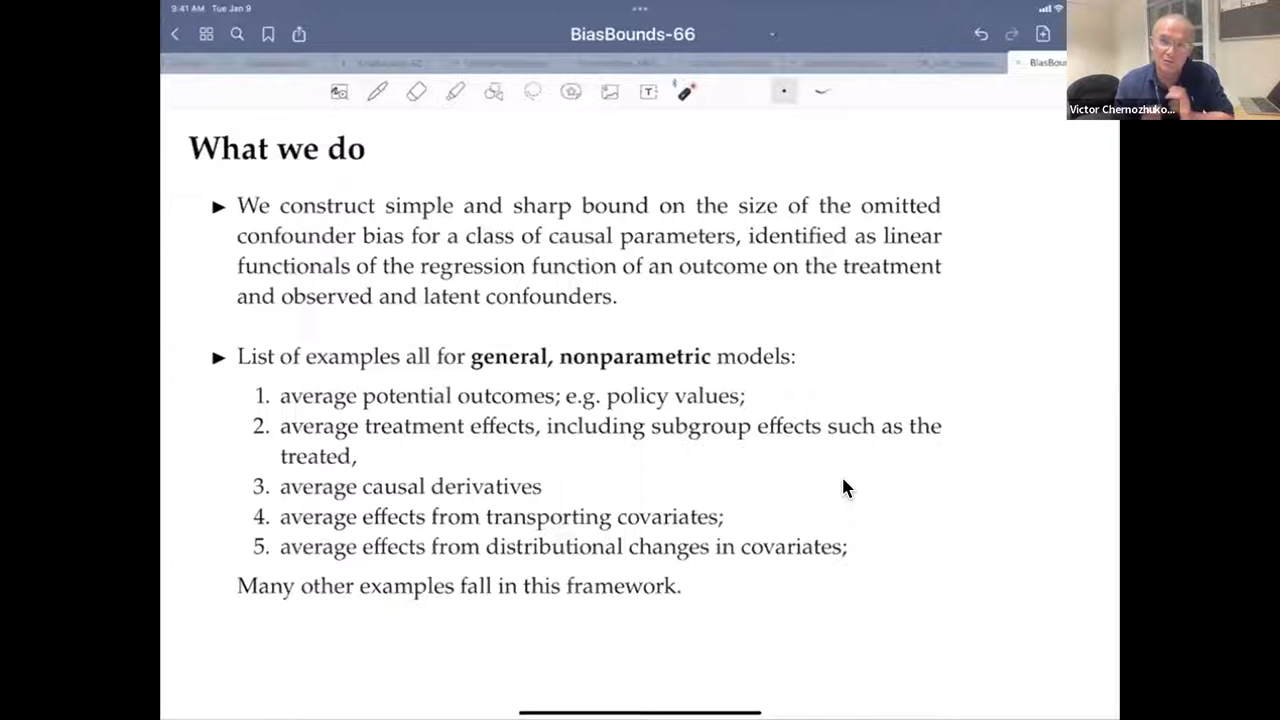 9:41 AM Tue Jan 9
BiasBounds-66
BiasBou
Victor Chernozhuko...
What we do
► We construct simple and sharp bound on the size of the omitted
confounder bias for a class of causal parameters, identified as linear
functionals of the regression function of an outcome on the treatment
and observed and latent confounders.
► List of examples all for general, nonparametric models:
1. average potential outcomes; e.g. policy values;
2. average treatment effects, including subgroup effects such as the
treated,
3. average causal derivatives
4. average effects from transporting covariates;
5. average effects from distributional changes in covariates;
Many other examples fall in this framework.